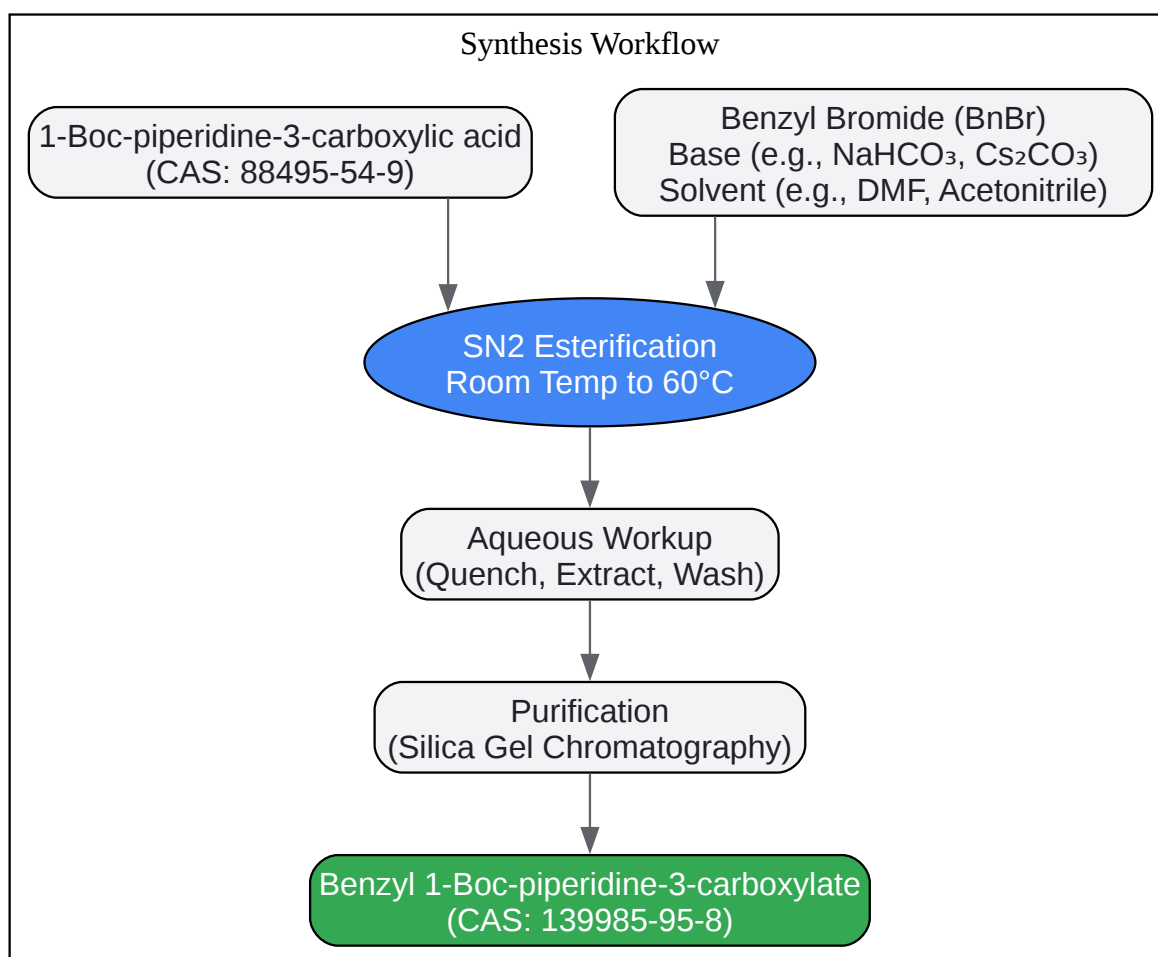 Synthesis Workflow
1-Boc-piperidine-3-carboxylic acid
(CAS: 88495-54-9)
Benzyl Bromide (BnBr)
Base (e.g., NaHCO₃, Cs₂CO₃)
Solvent (e.g., DMF, Acetonitrile)
SN2 Esterification
Room Temp to 60°C
Aqueous Workup
(Quench, Extract, Wash)
Purification
(Silica Gel Chromatography)
Benzyl 1-Boc-piperidine-3-carboxylate
(CAS: 139985-95-8)